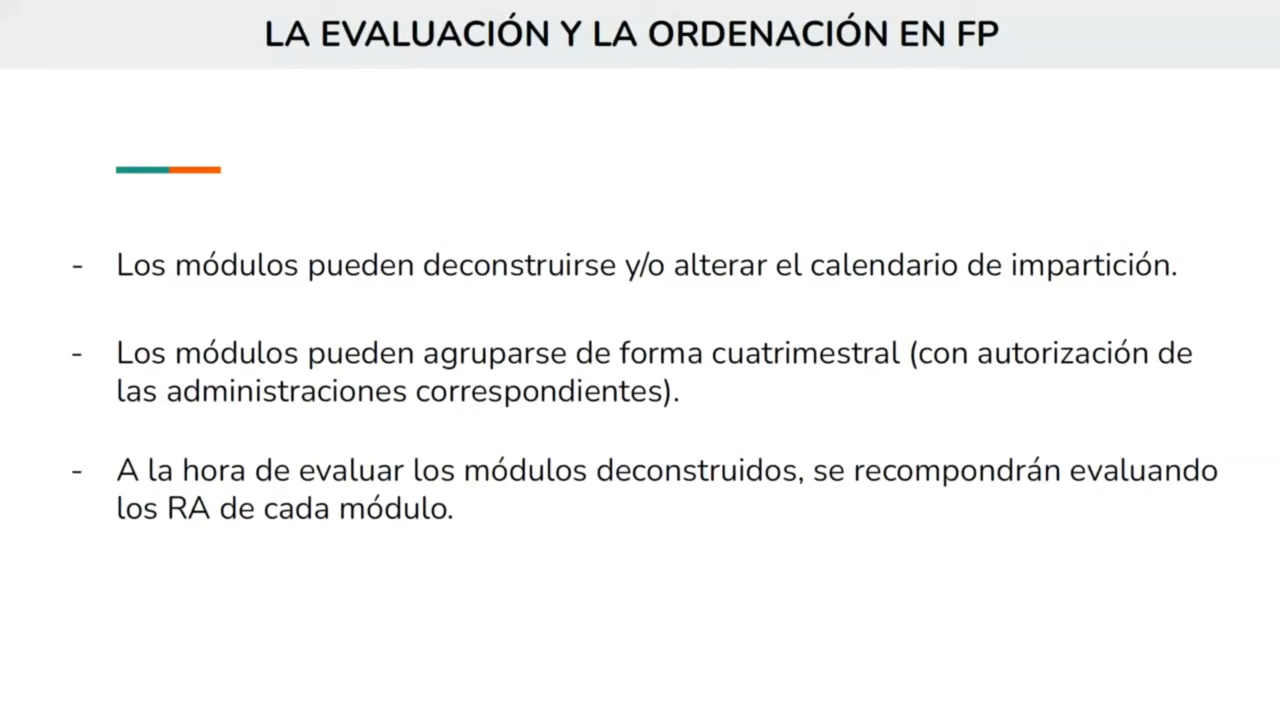 LA EVALUACIÓN Y LA ORDENACIÓN EN FP
- Los módulos pueden deconstruirse y/o alterar el calendario de impartición.
- Los módulos pueden agruparse de forma cuatrimestral (con autorización de
las administraciones correspondientes).
- A la hora de evaluar los módulos deconstruidos, se recompondrán evaluando
los RA de cada módulo.